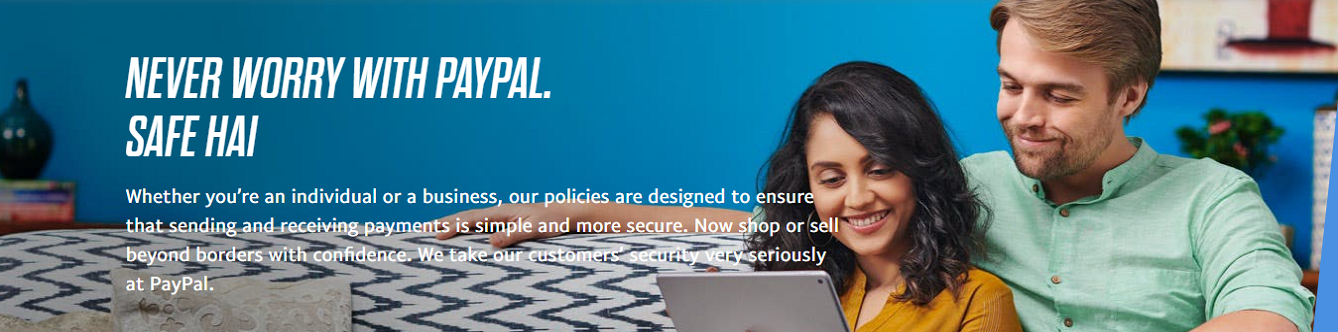 NEVER WORRY WITH PAYPAL.
SAFE HAI
Whether you’re an individual or a business, our policies are designed to ensure
that sending and receiving payments is simple and more secure. Now shop or sell
beyond borders with confidence. We take our customers’ security very seriously
at PayPal.